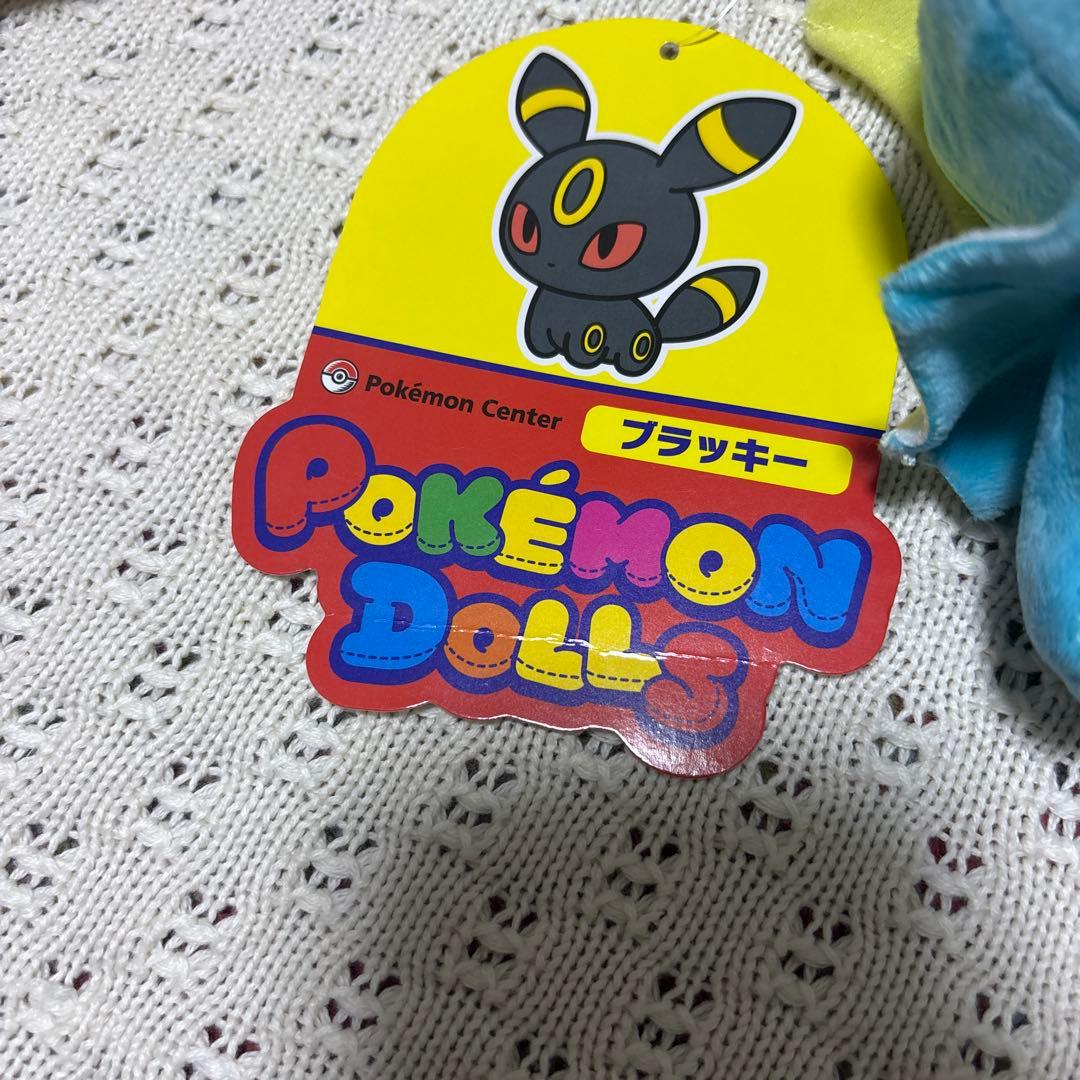 Pokémon Center
ブラッキー
POKÉMON
DOLLS